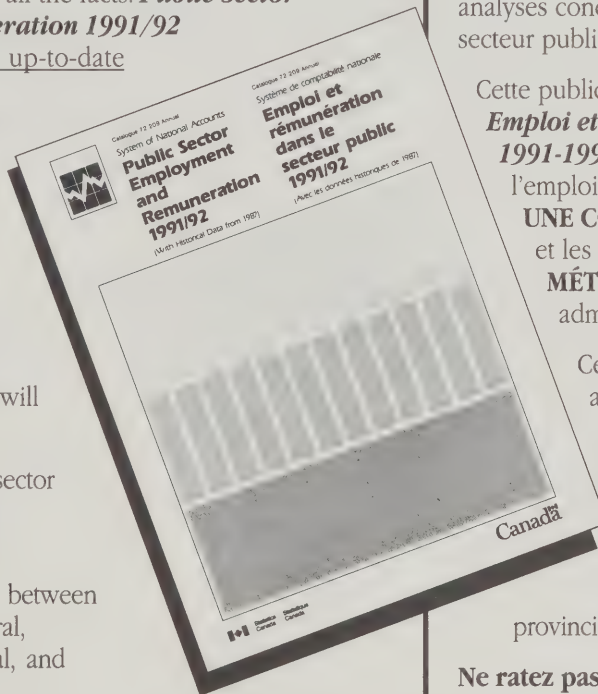 all the facts. Public Sector
eration 1991/92
up-to-date
will
sector
between
ral,
al, and
Catalogue 72 209 Annual
System of National Accounts
Public Sector
Employment
and
Remuneration
1991/92
(With Historical Data from 1987)
Catalogue 72 209 Annuel
Système de comptabilité nationale
Emploi et
rémunération
dans le
secteur public
1991/92
(Avec les données historiques de 1987)
Canada
Statistics Canada
Statistique Canada
analyses con
secteur publi
Cette public
Emploi et
1991-199
l'emploi
UNE C
et les
MÉT
adm
Ce
a
provinci
Ne ratez pas